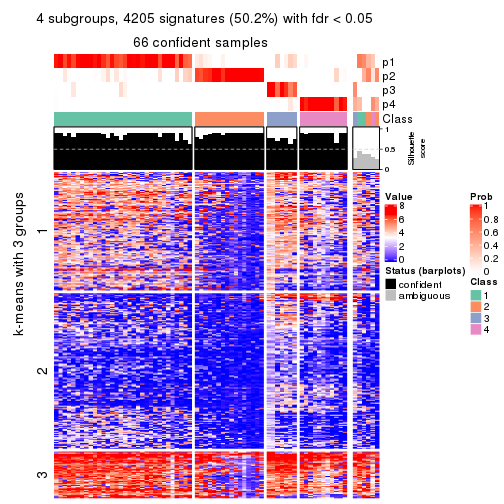 4 subgroups, 4205 signatures (50.2%) with fdr < 0.05
66 confident samples
p1
p2
p3
p4
Class
1
0.5
0
Silhouette
score
k-means with 3 groups
1
2
3
Value
8
6
4
2
0
Status (barplots)
confident
ambiguous
Prob
1
0.8
0.6
0.4
0.2
0
Class
1
2
3
4